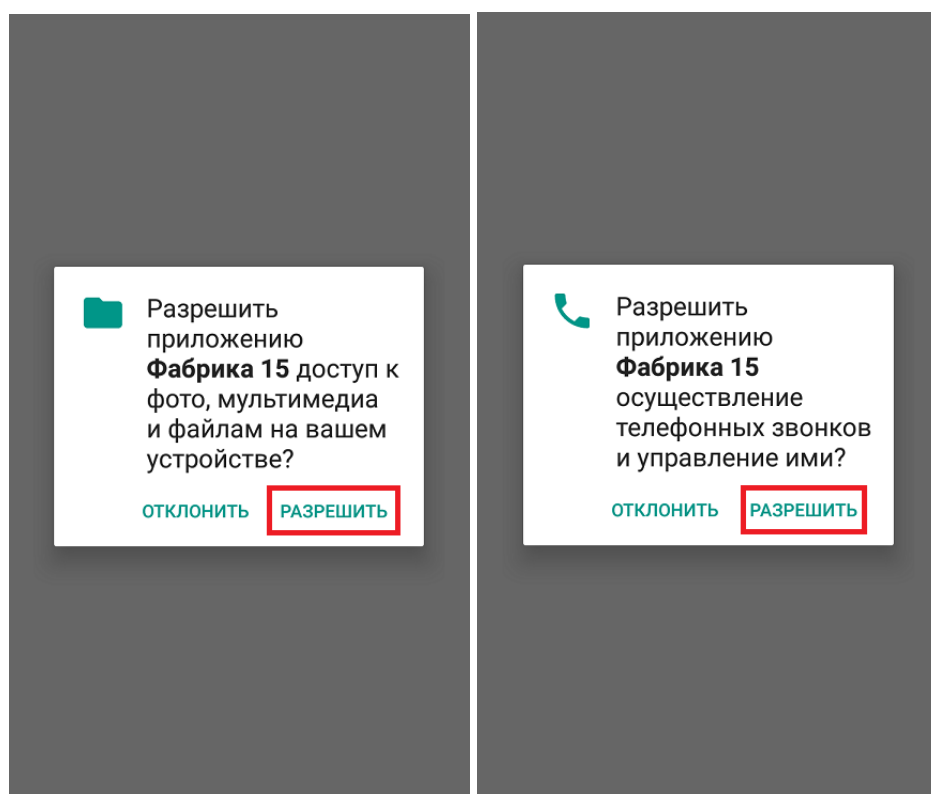 Разрешить
приложению
Фабрика 15 доступ к
фото, мультимедиа
и файлам на вашем
устройстве?
ОТКЛОНИТЬ РАЗРЕШИТЬ
Разрешить
приложению
Фабрика 15
осуществление
телефонных звонков
и управление ими?
ОТКЛОНИТЬ РАЗРЕШИТЬ